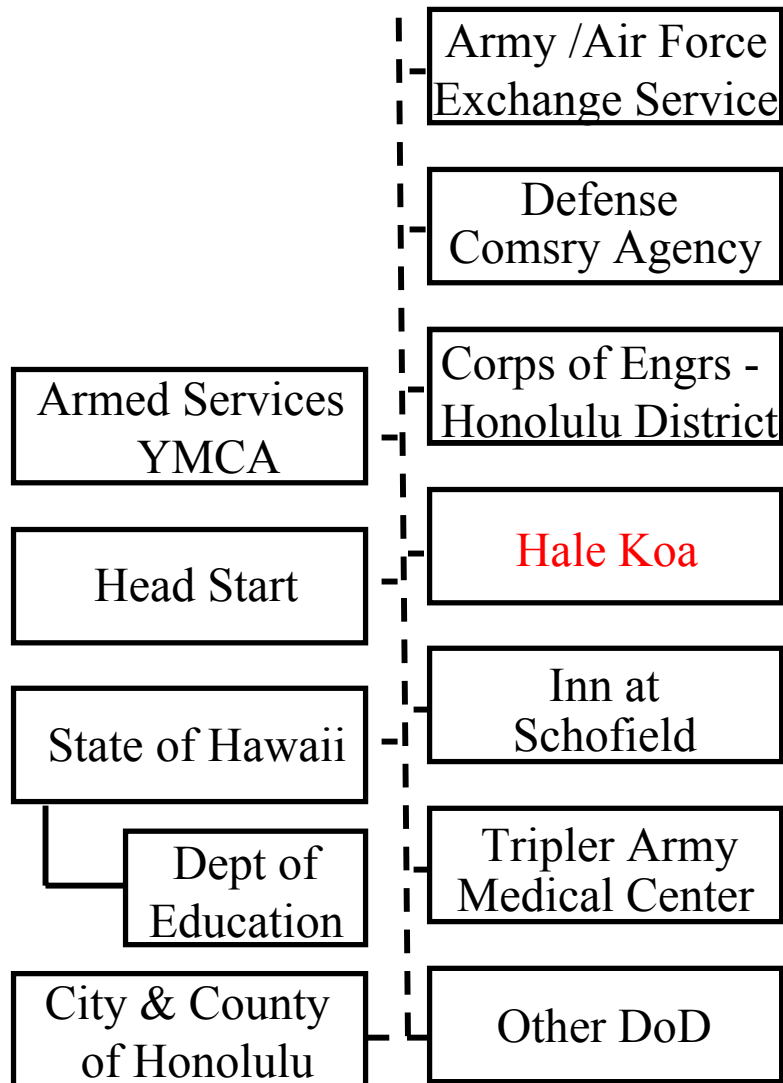 Army /Air Force
Exchange Service
Defense
Comsry Agency
Corps of Engrs -
Honolulu District
Armed Services
YMCA
Hale Koa
Head Start
Inn at
Schofield
State of Hawaii
Tripler Army
Medical Center
Dept of
Education
City & County
of Honolulu
Other DoD